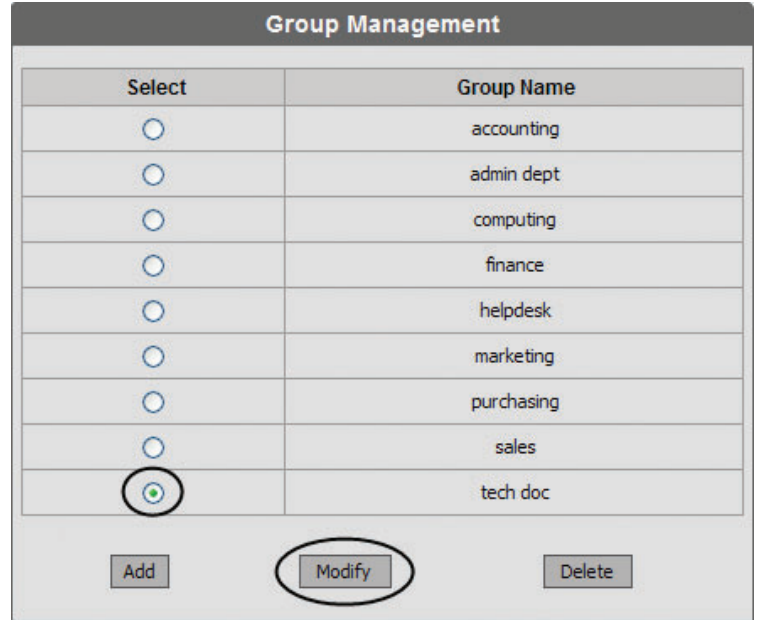 Group Management
Select Group Name
accounting
admin dept
computing
finance
helpdesk
marketing
purchasing
sales
tech doc
Add Modify Delete